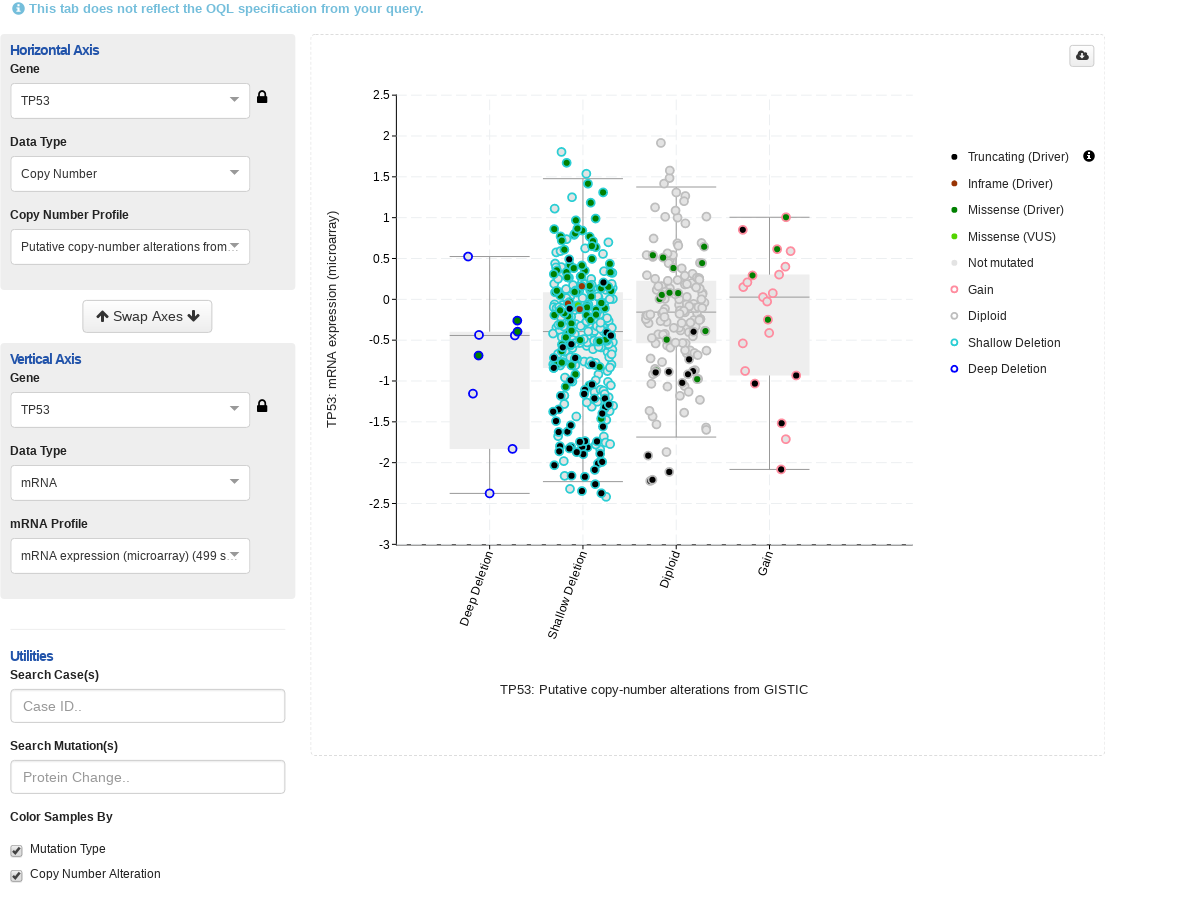 This tab does not reflect the OQL specification from your query.
Horizontal Axis
Gene
TP53
Data Type
Copy Number
Copy Number Profile
Putative copy-number alterations from...
Swap Axes
Vertical Axis
Gene
TP53
Data Type
mRNA
mRNA Profile
mRNA expression (microarray) (499 s...
Utilities
Search Case(s)
Case ID..
Search Mutation(s)
Protein Change..
Color Samples By
Mutation Type
Copy Number Alteration
TP53: mRNA expression (microarray)
2.5
2
1.5
1
0.5
0
-0.5
-1
-1.5
-2
-2.5
-3
Deep Deletion
Shallow Deletion
Diploid
Gain
TP53: Putative copy-number alterations from GISTIC
Truncating (Driver)
Inframe (Driver)
Missense (Driver)
Missense (VUS)
Not mutated
Gain
Diploid
Shallow Deletion
Deep Deletion